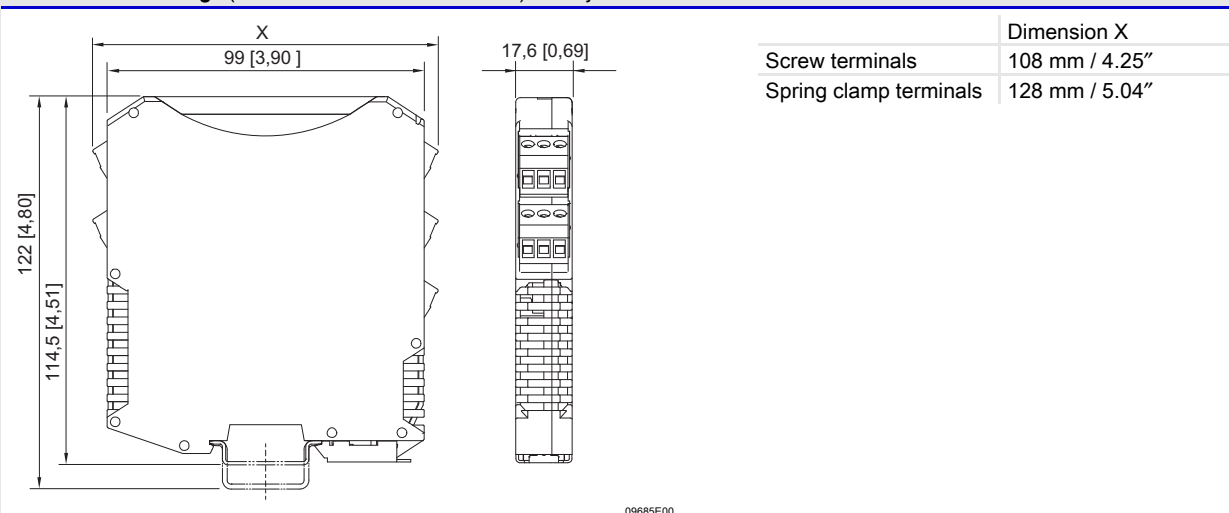 X
99 [3,90 ]
17,6 [0,69]
122 [4,80]
114,5 [4,51]
Dimension X
Screw terminals 108 mm / 4.25″
Spring clamp terminals 128 mm / 5.04″
09685E00